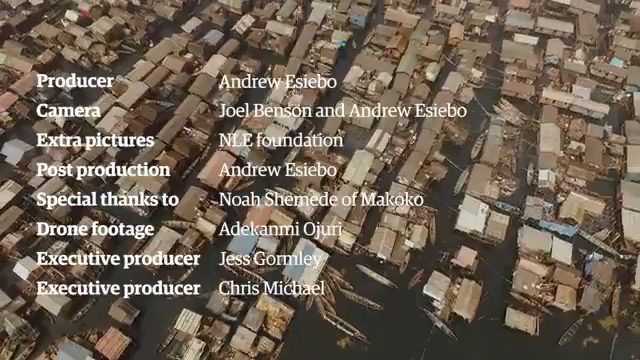 Producer Andrew Esiebo
Camera Joel Benson and Andrew Esiebo
Extra pictures NLE foundation
Post production Andrew Esiebo
Special thanks to Noah Shemede of Makoko
Drone footage Adekanmi Ojuri
Executive producer Jess Gormley
Executive producer Chris Michael